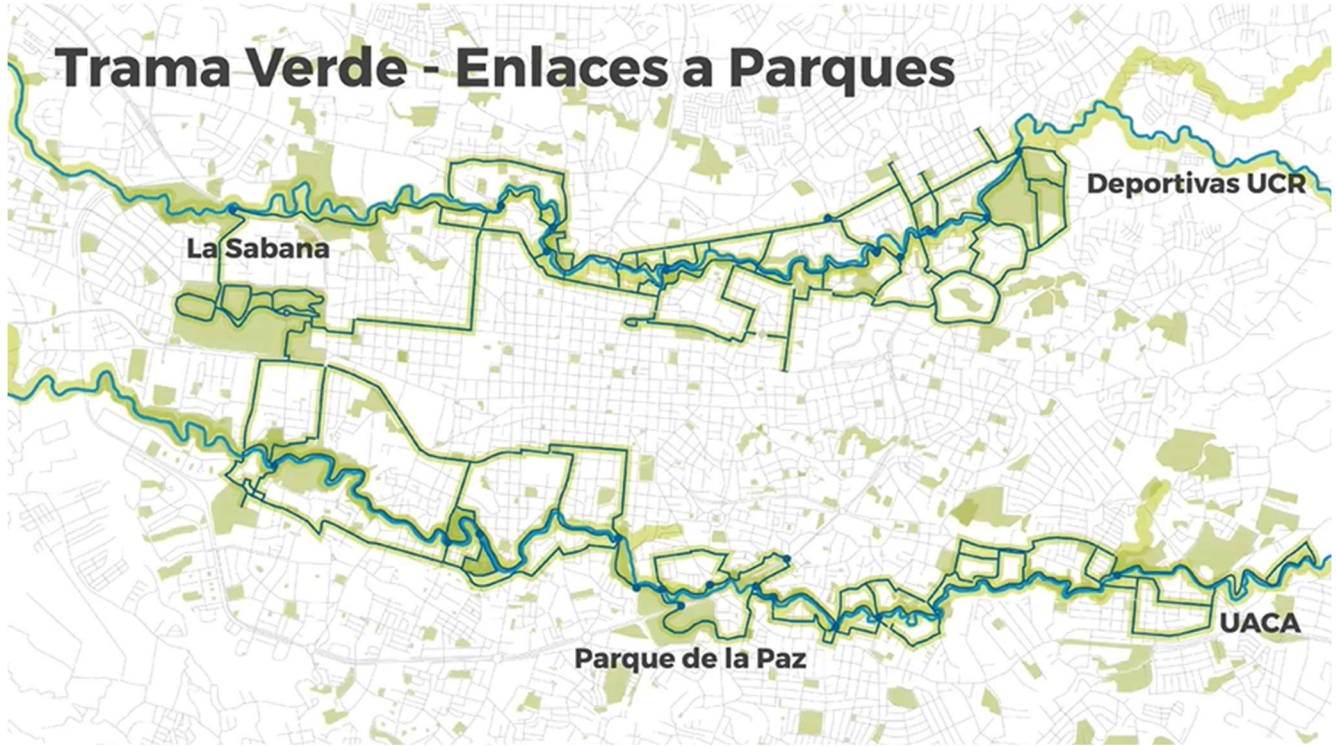 Trama Verde - Enlaces a Parques
Deportivas UCR
La Sabana
UACA
Parque de la Paz